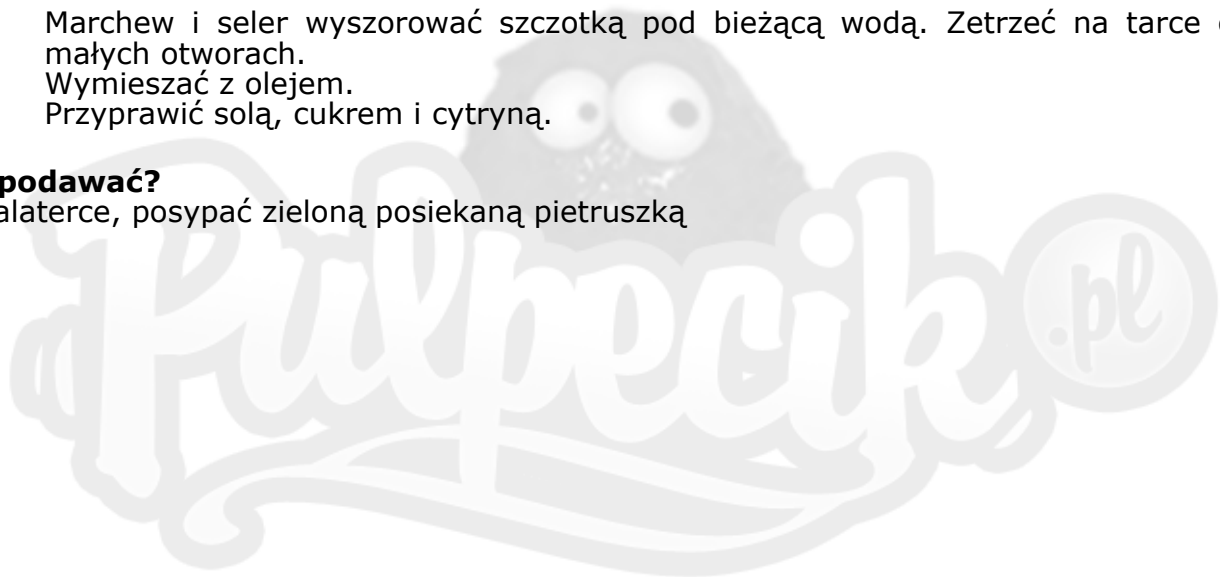 Marchew i seler wyszorować szczotką pod bieżącą wodą. Zetrzeć na tarce
małych otworach.
Wymieszać z olejem.
Przyprawić solą, cukrem i cytryną.
podawać?
alaterce, posypać zieloną posiekaną pietruszką
Pulpecik.pl